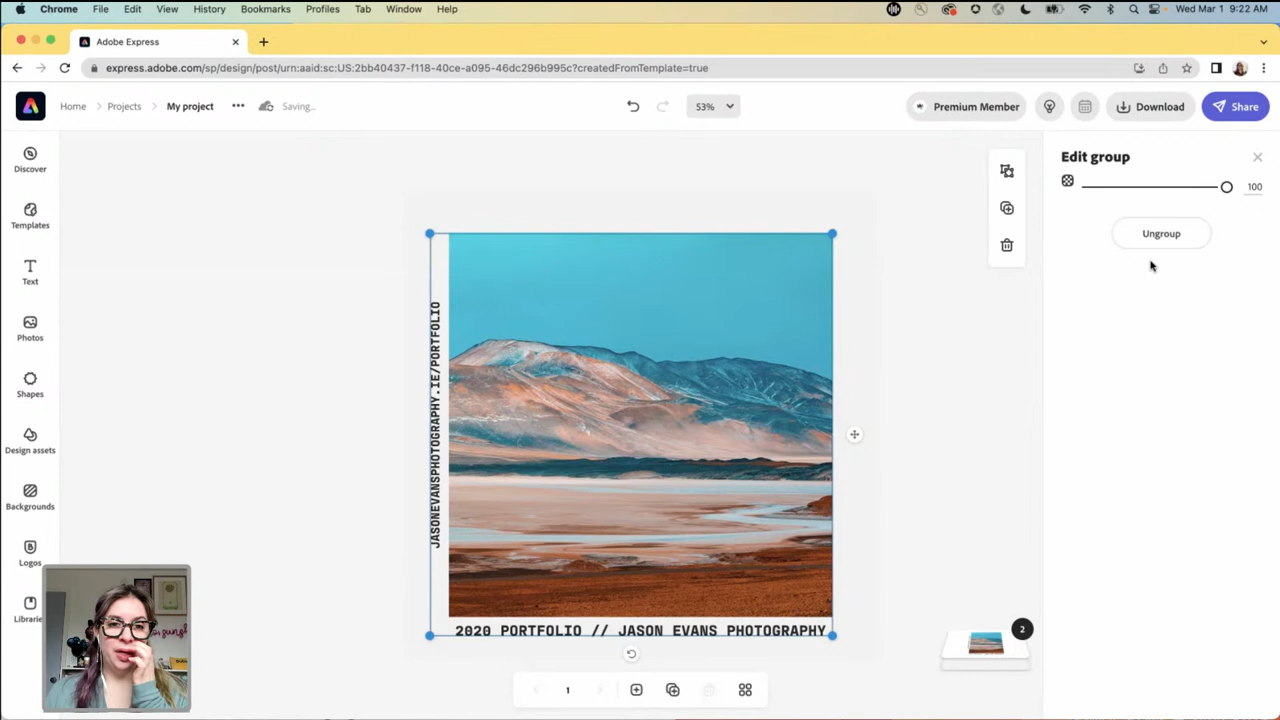 Chrome File Edit View History Bookmarks Profiles Tab Window Help Wed Mar 1 9:22 AM
Adobe Express
express.adobe.com/sp/design/post/urn:aaid:sc:US:2bb40437-f118-40ce-a095-46dc296b995c?createdFromTemplate=true
Home Projects My project Saving... 53% Premium Member Download Share
Discover
Templates
Text
Photos
Shapes
Design assets
Backgrounds
Logos
Edit group
100
Ungroup
JASONEVANSPHOTOGRAPHY.IE/PORTFOLIO
2020 PORTFOLIO // JASON EVANS PHOTOGRAPHY
2
1